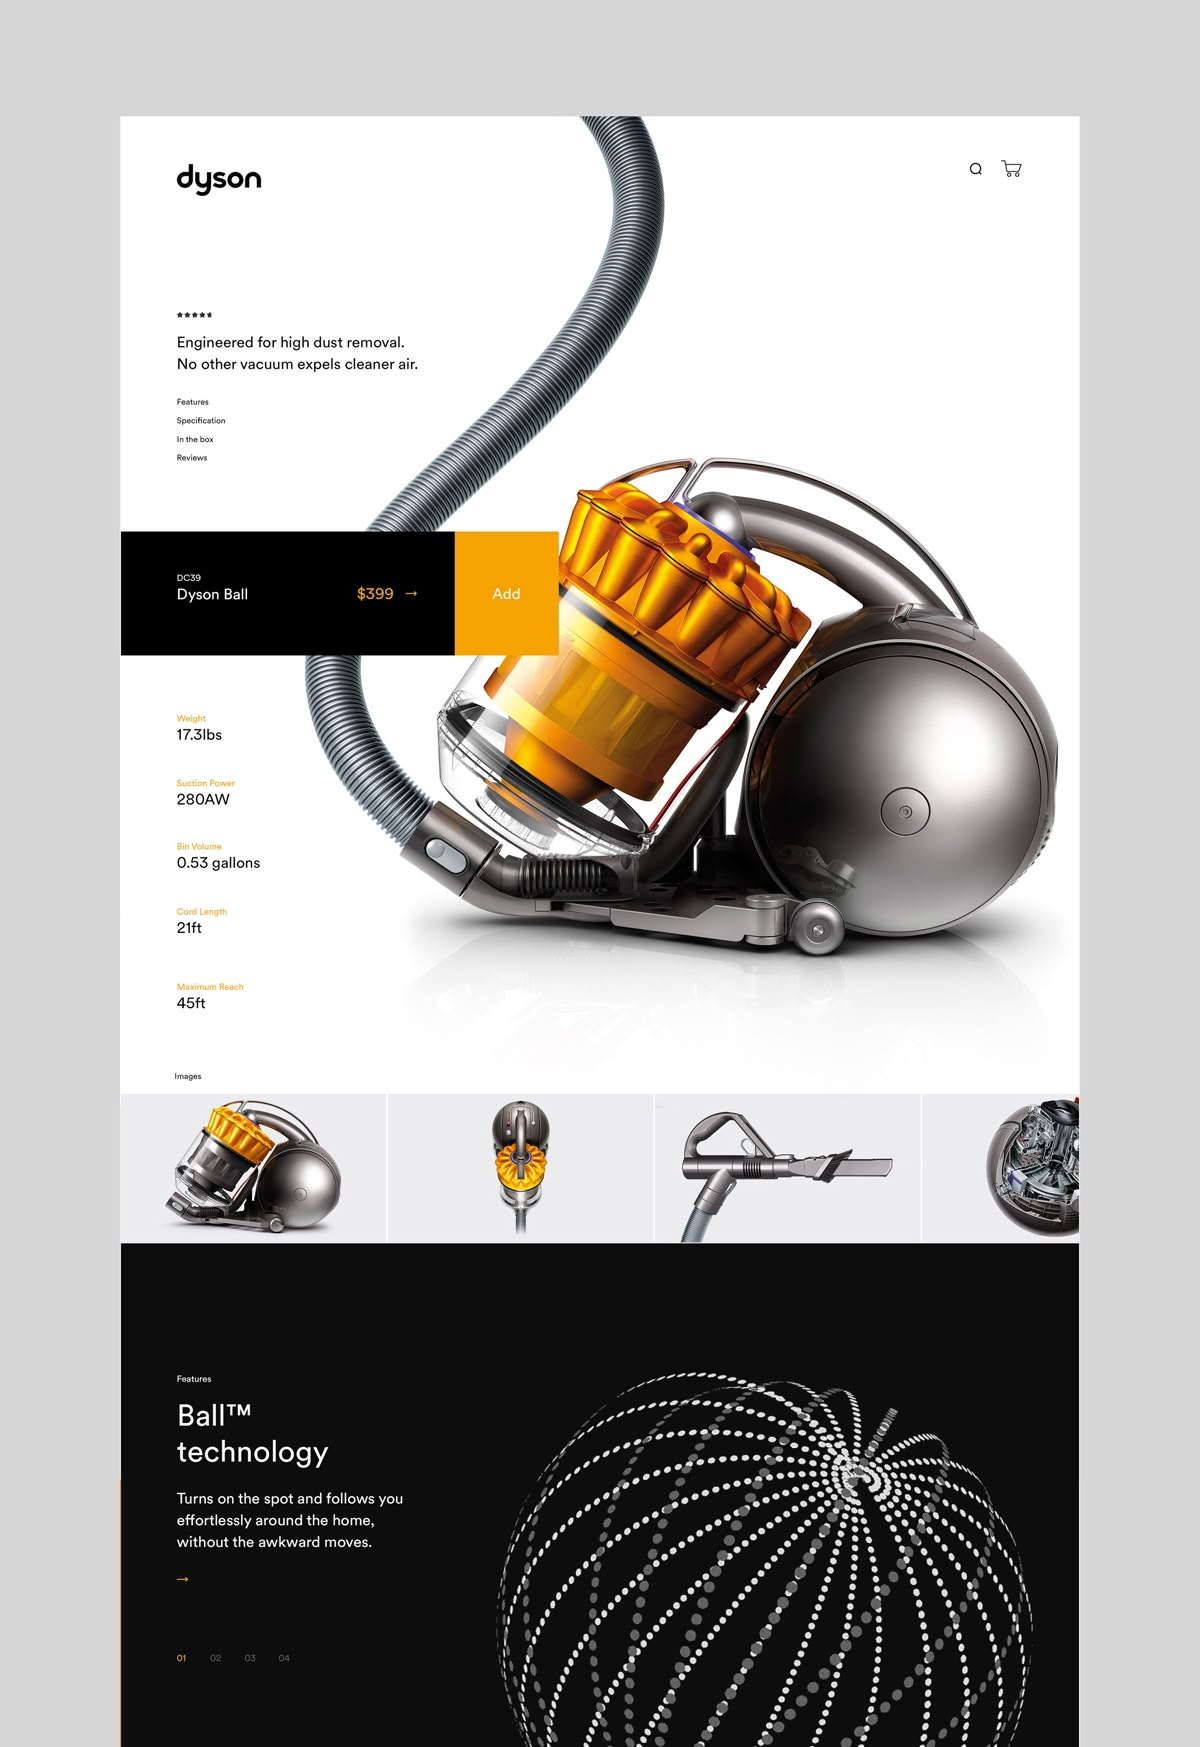 dyson
Engineered for high dust removal.
No other vacuum expels cleaner air.
Features
Specification
In the box
Reviews
DC39
Dyson Ball
$399 →
Add
Weight
17.3lbs
Suction Power
280AW
Bin Volume
0.53 gallons
Cord Length
21ft
Maximum Reach
45ft
Images
Features
Ball™
technology
Turns on the spot and follows you
effortlessly around the home,
without the awkward moves.
→
01 02 03 04